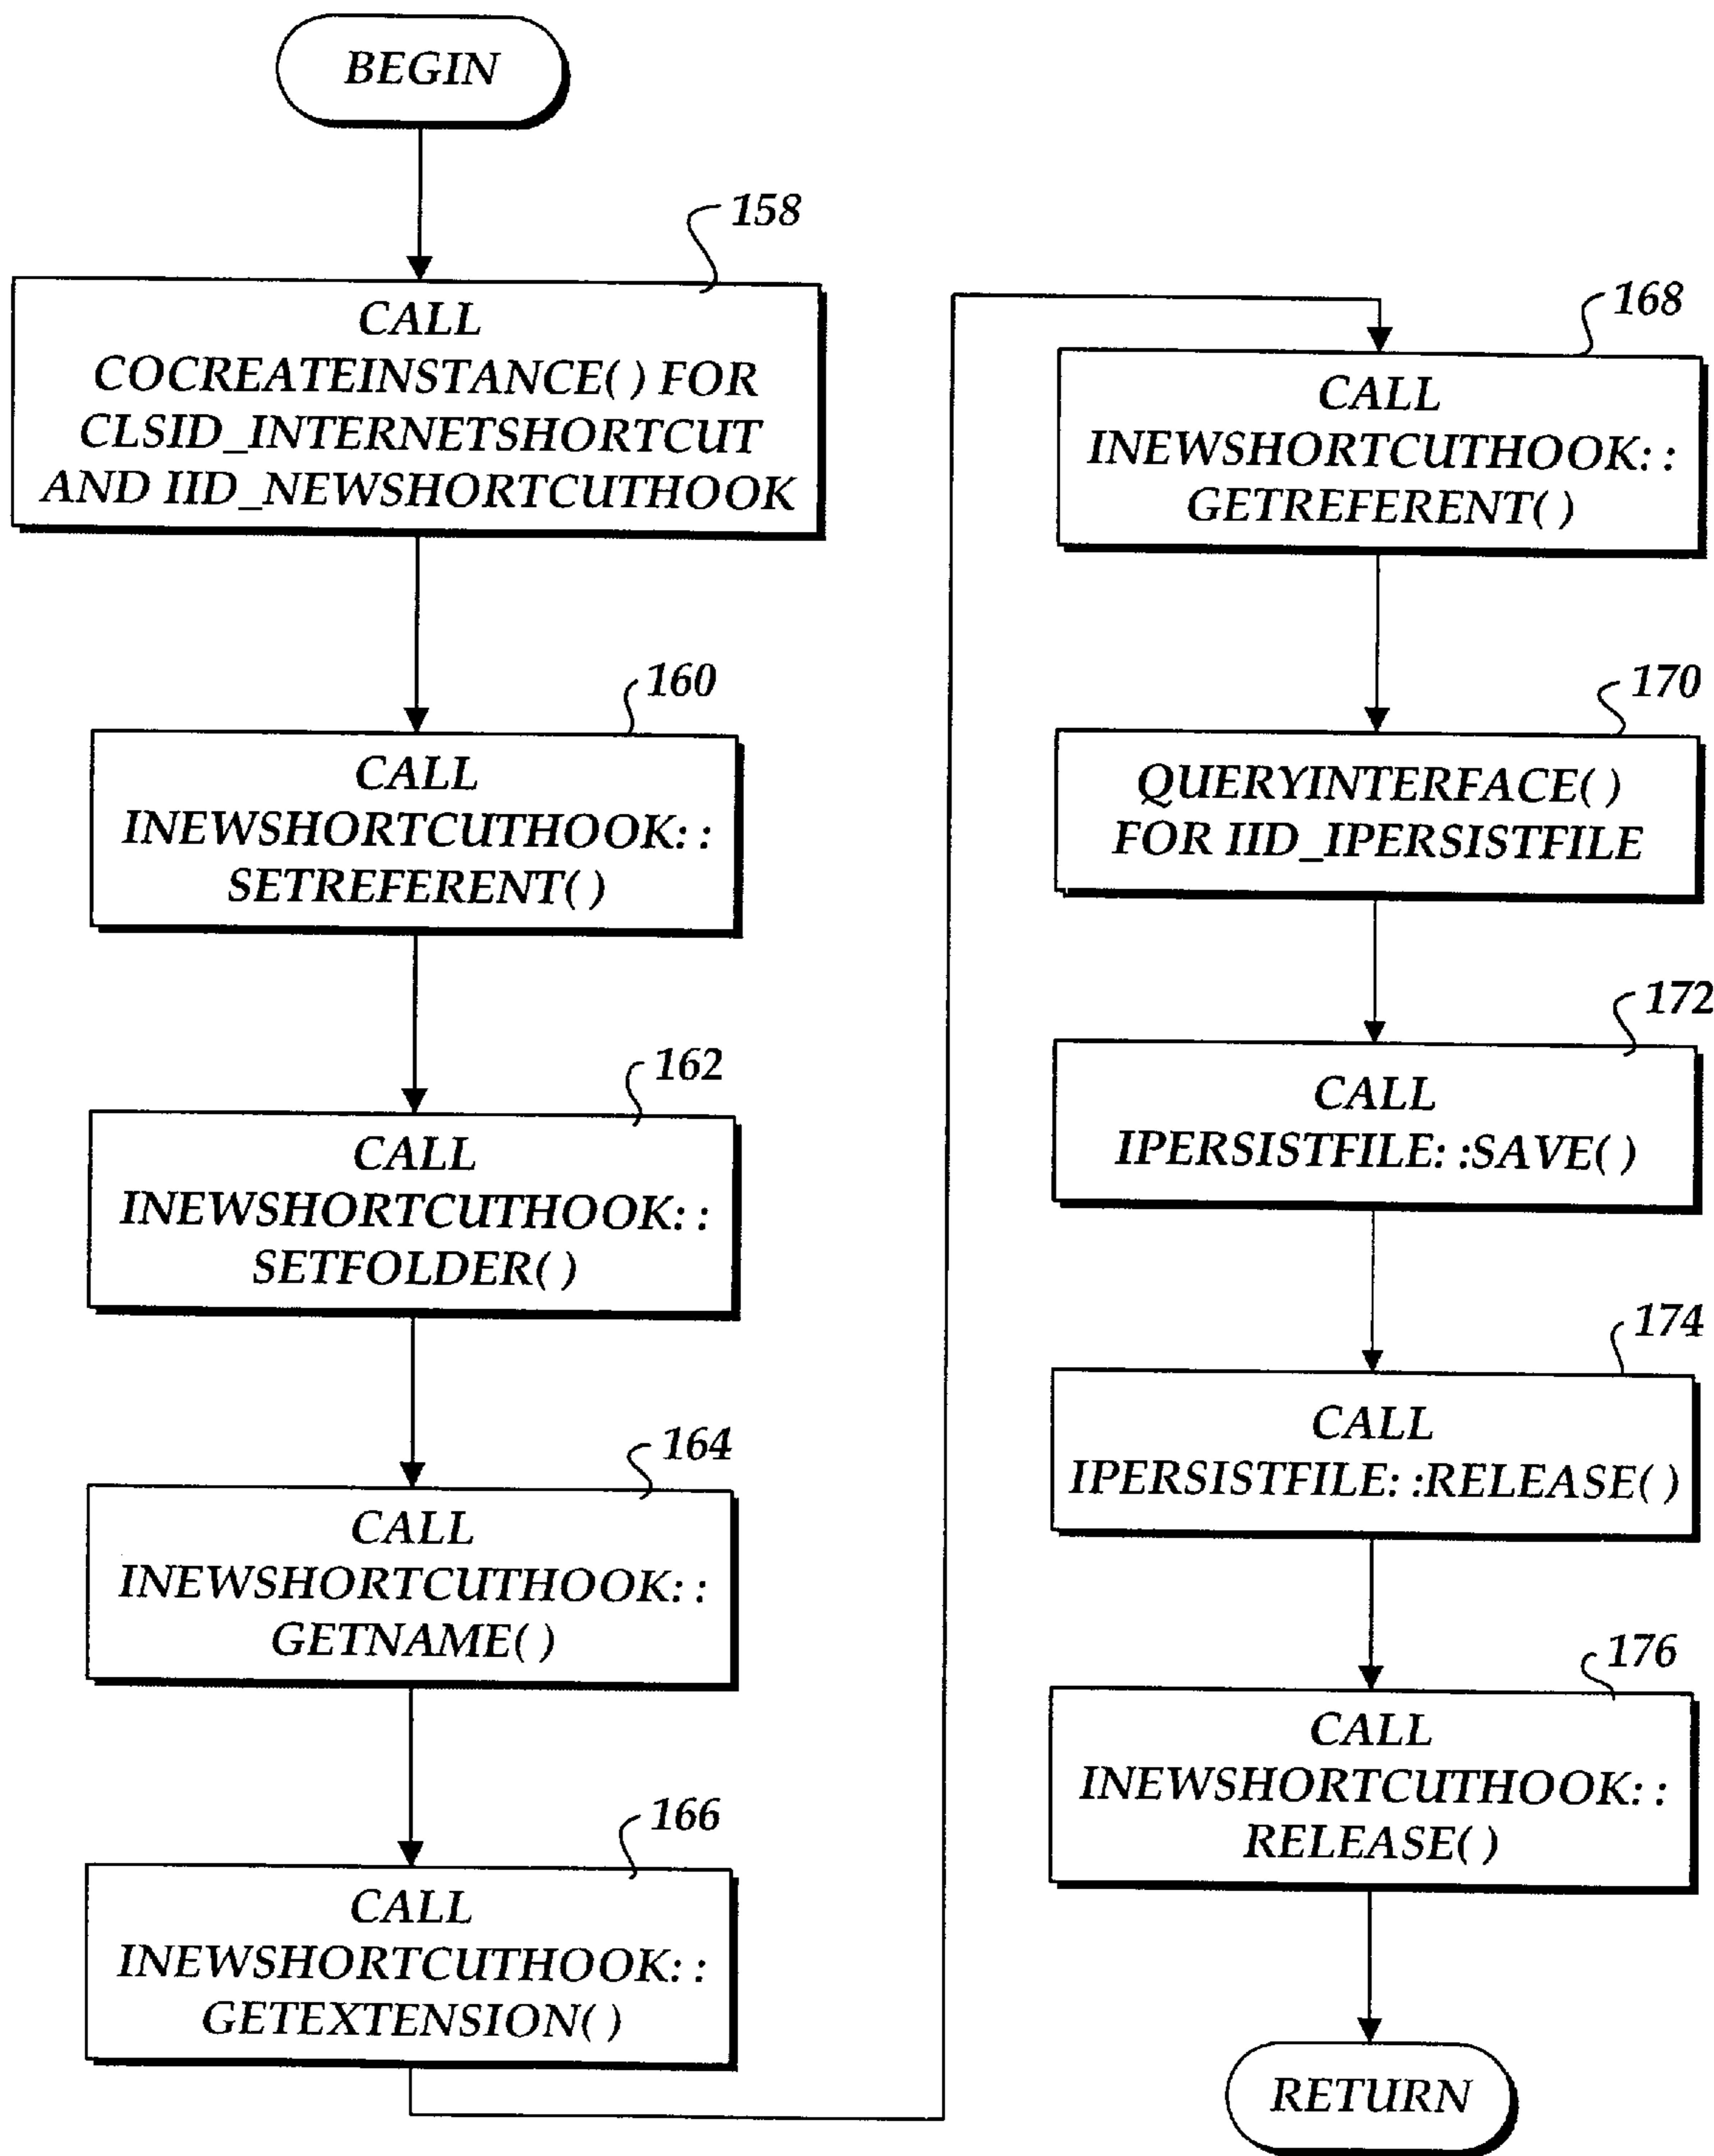 BEGIN
158
CALL
COCREATEINSTANCE( ) FOR
CLSID_INTERNETSHORTCUT
AND IID_NEWSHORTCUTHOOK
160
CALL
INEWSHORTCUTHOOK: :
SETREFERENT( )
162
CALL
INEWSHORTCUTHOOK: :
SETFOLDER( )
164
CALL
INEWSHORTCUTHOOK: :
GETNAME( )
166
CALL
INEWSHORTCUTHOOK: :
GETEXTENSION( )
168
CALL
INEWSHORTCUTHOOK: :
GETREFERENT( )
170
QUERYINTERFACE( )
FOR IID_IPERSISTFILE
172
CALL
IPERSISTFILE: :SAVE( )
174
CALL
IPERSISTFILE: :RELEASE( )
176
CALL
INEWSHORTCUTHOOK: :
RELEASE( )
RETURN